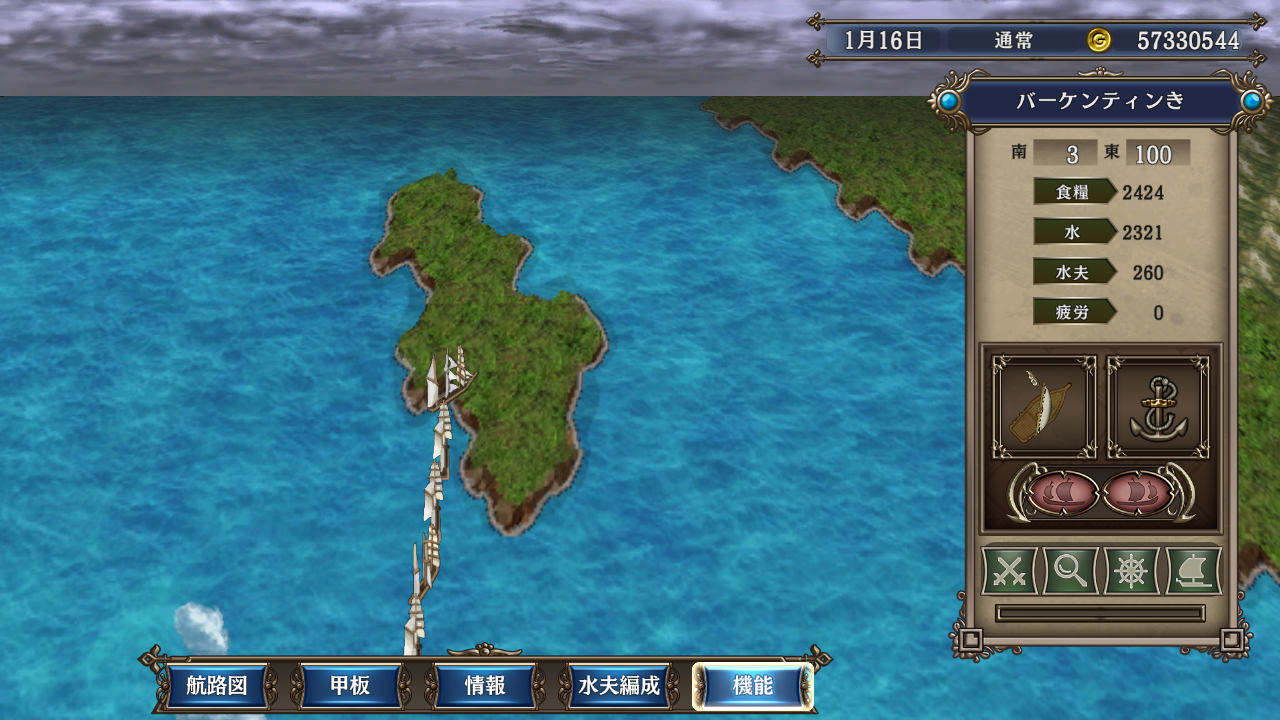 1月16日 通常 G 57330544
バーケンティンき
南 3 東 100
食糧 2424
水 2321
水夫 260
疲労 0
航路図 甲板 情報 水夫編成 機能